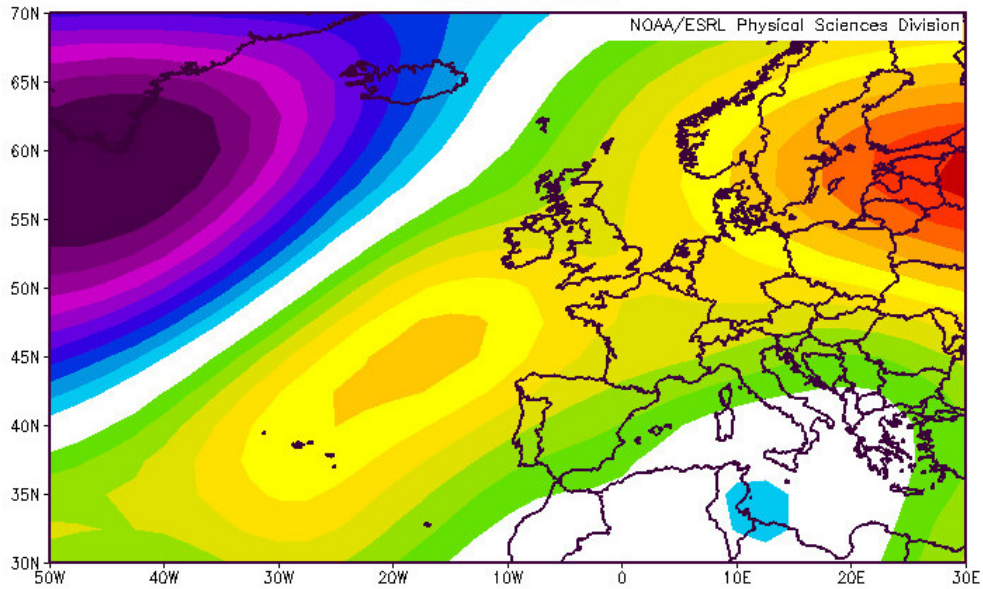 70N
NOAA/ESRL Physical Sciences Division
65N
60N
55N
50N
45N
40N
35N
30N
50W 40W 30W 20W 10W 0 10E 20E 30E